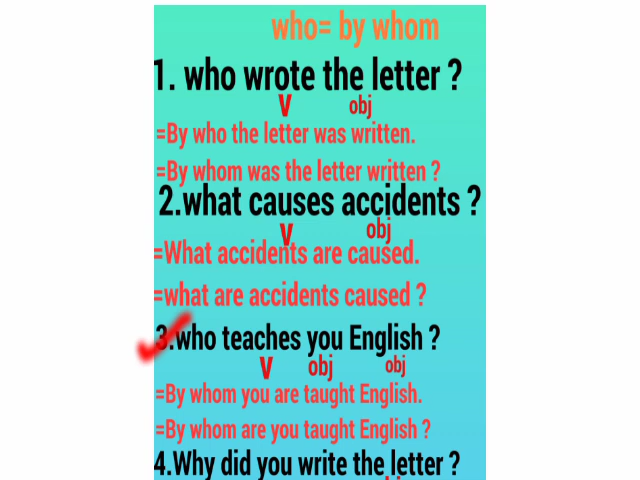 who= by whom
1. who wrote the letter ?
V obj
=By who the letter was written.
=By whom was the letter written ?
2.what causes accidents ?
V obj
=What accidents are caused.
=what are accidents caused ?
3.who teaches you English ?
V obj obj
=By whom you are taught English.
=By whom are you taught English ?
4.Why did you write the letter ?